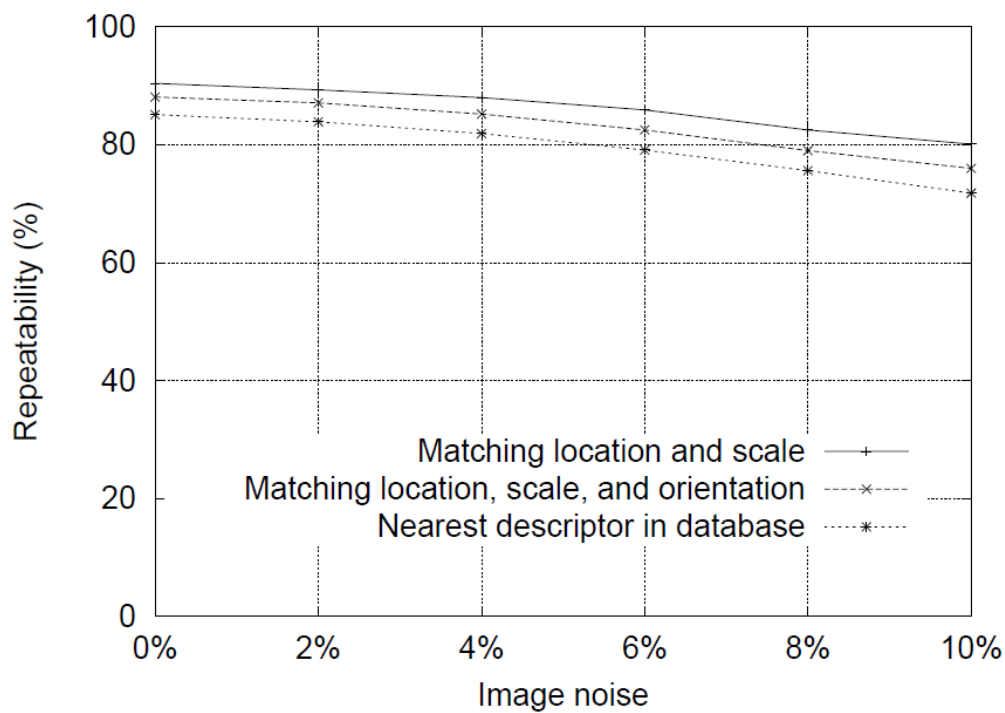 100
80
60
40
20
0
Repeatability (%)
Matching location and scale
Matching location, scale, and orientation
Nearest descriptor in database
0% 2% 4% 6% 8% 10%
Image noise